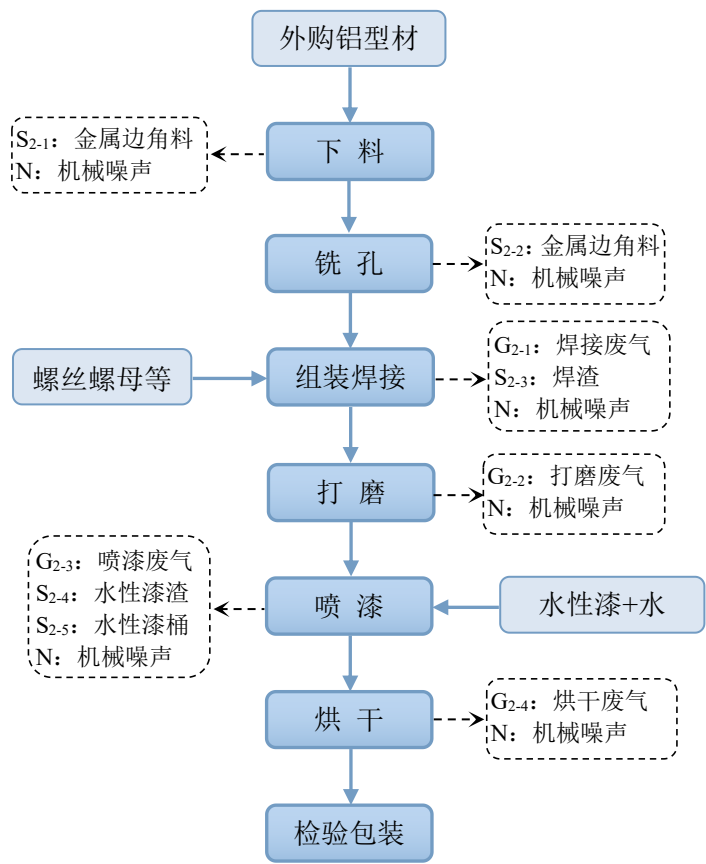 外购铝型材
S₂₋₁：金属边角料
N：机械噪声
下 料
铣 孔
S₂₋₂：金属边角料
N：机械噪声
螺丝螺母等
组装焊接
G₂₋₁：焊接废气
S₂₋₃：焊渣
N：机械噪声
打 磨
G₂₋₂：打磨废气
N：机械噪声
G₂₋₃：喷漆废气
S₂₋₄：水性漆渣
S₂₋₅：水性漆桶
N：机械噪声
喷 漆
水性漆+水
烘 干
G₂₋₄：烘干废气
N：机械噪声
检验包装